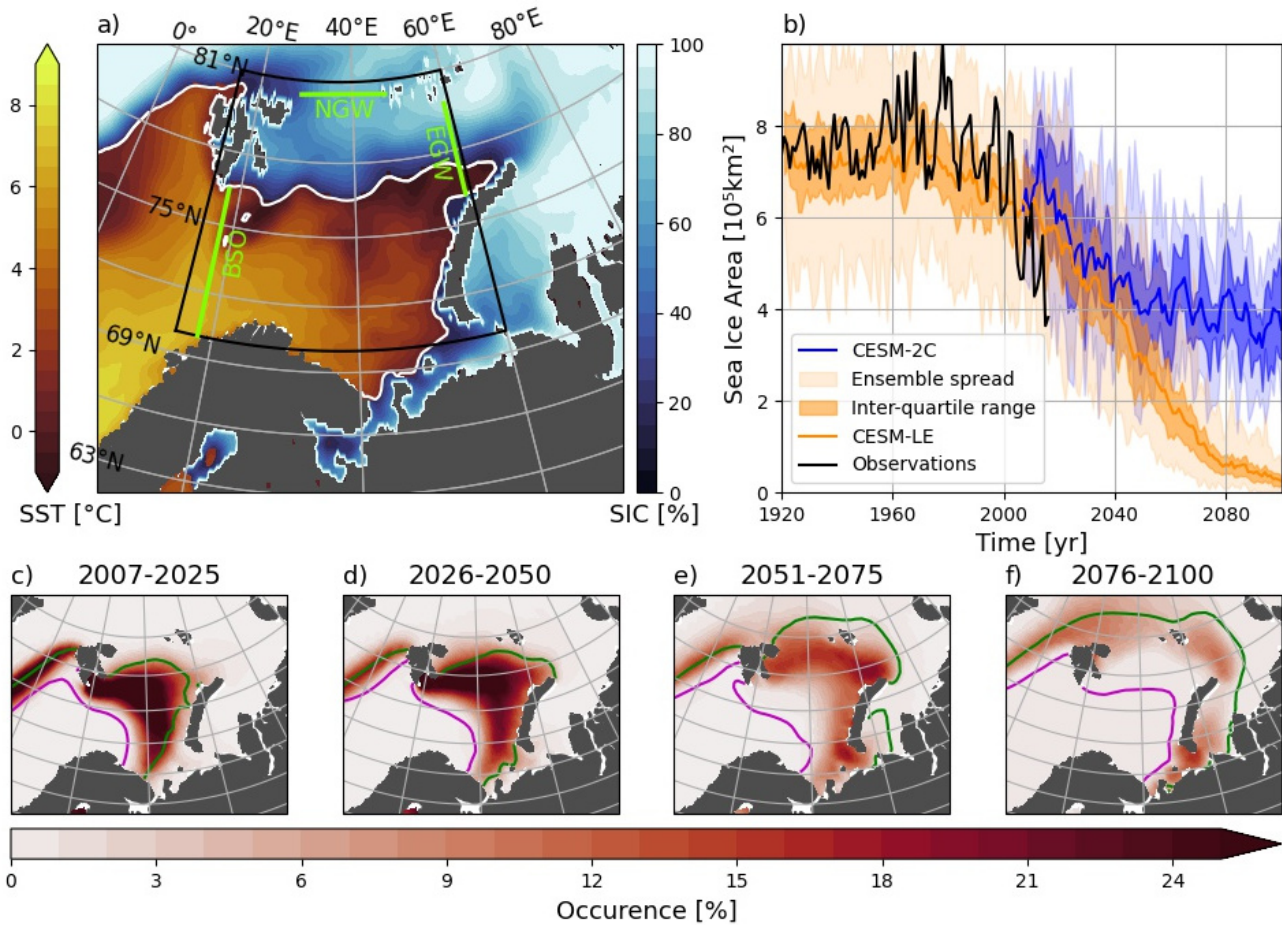 a)
0°
20°E
40°E
60°E
80°E
81°N
75°N
69°N
63°N
NGW
EGW
BSO
8
6
4
2
0
SST [°C]
100
80
60
40
20
0
SIC [%]
b)
8
6
4
2
0
Sea Ice Area [10⁵km²]
CESM-2C
Ensemble spread
Inter-quartile range
CESM-LE
Observations
1920 1960 2000 2040 2080
Time [yr]
c) 2007-2025
d) 2026-2050
e) 2051-2075
f) 2076-2100
0 3 6 9 12 15 18 21 24
Occurence [%]